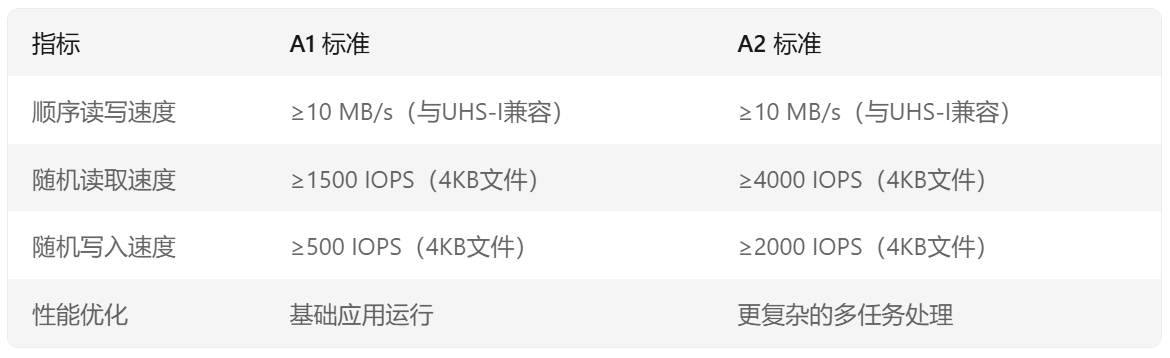 指标 A1 标准 A2 标准
顺序读写速度 ≥10 MB/s（与UHS-I兼容） ≥10 MB/s（与UHS-I兼容）
随机读取速度 ≥1500 IOPS（4KB文件） ≥4000 IOPS（4KB文件）
随机写入速度 ≥500 IOPS（4KB文件） ≥2000 IOPS（4KB文件）
性能优化 基础应用运行 更复杂的多任务处理